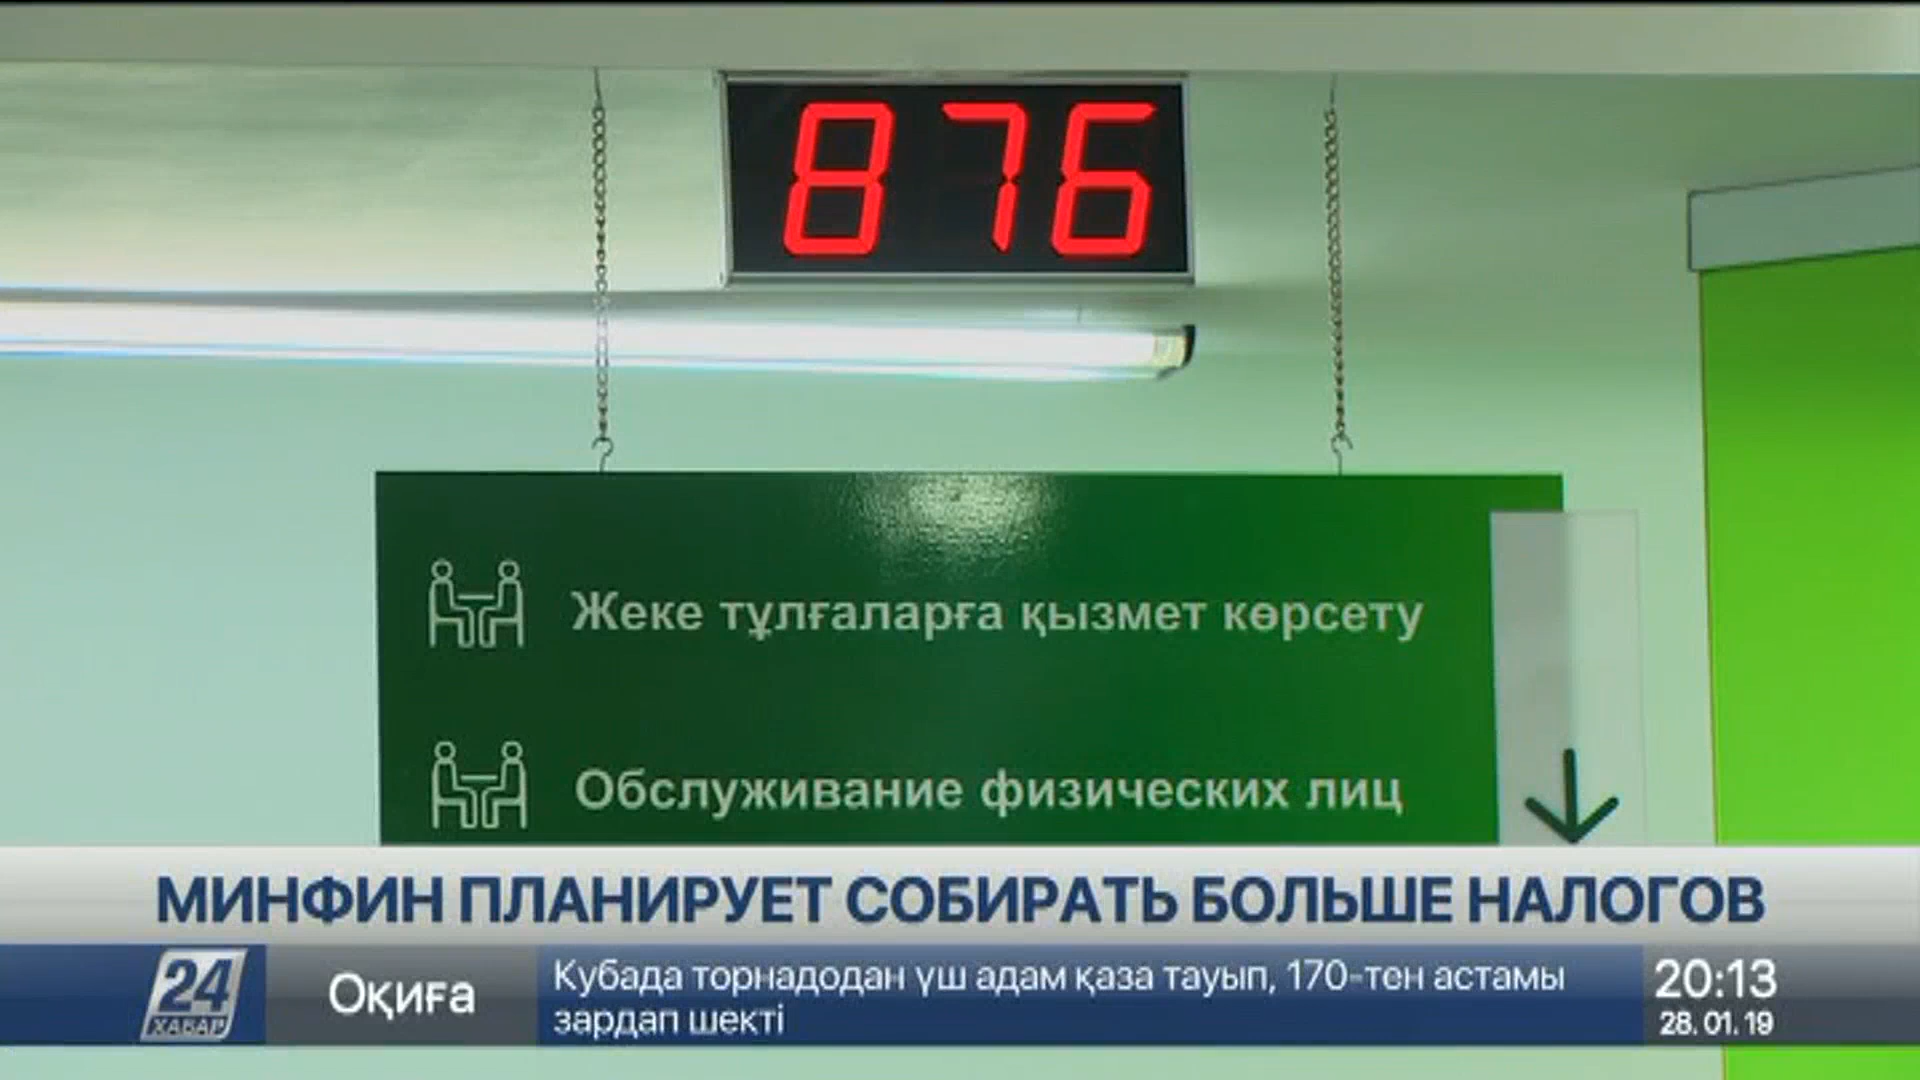 876
Жеке тұлғаларға қызмет көрсету
Обслуживание физических лиц
МИНФИН ПЛАНИРУЕТ СОБИРАТЬ БОЛЬШЕ НАЛОГОВ
24
ХАБАР
Оқиға
Кубада торнадодан үш адам қаза тауып, 170-тен астамы
зардап шекті
20:13
28.01.19